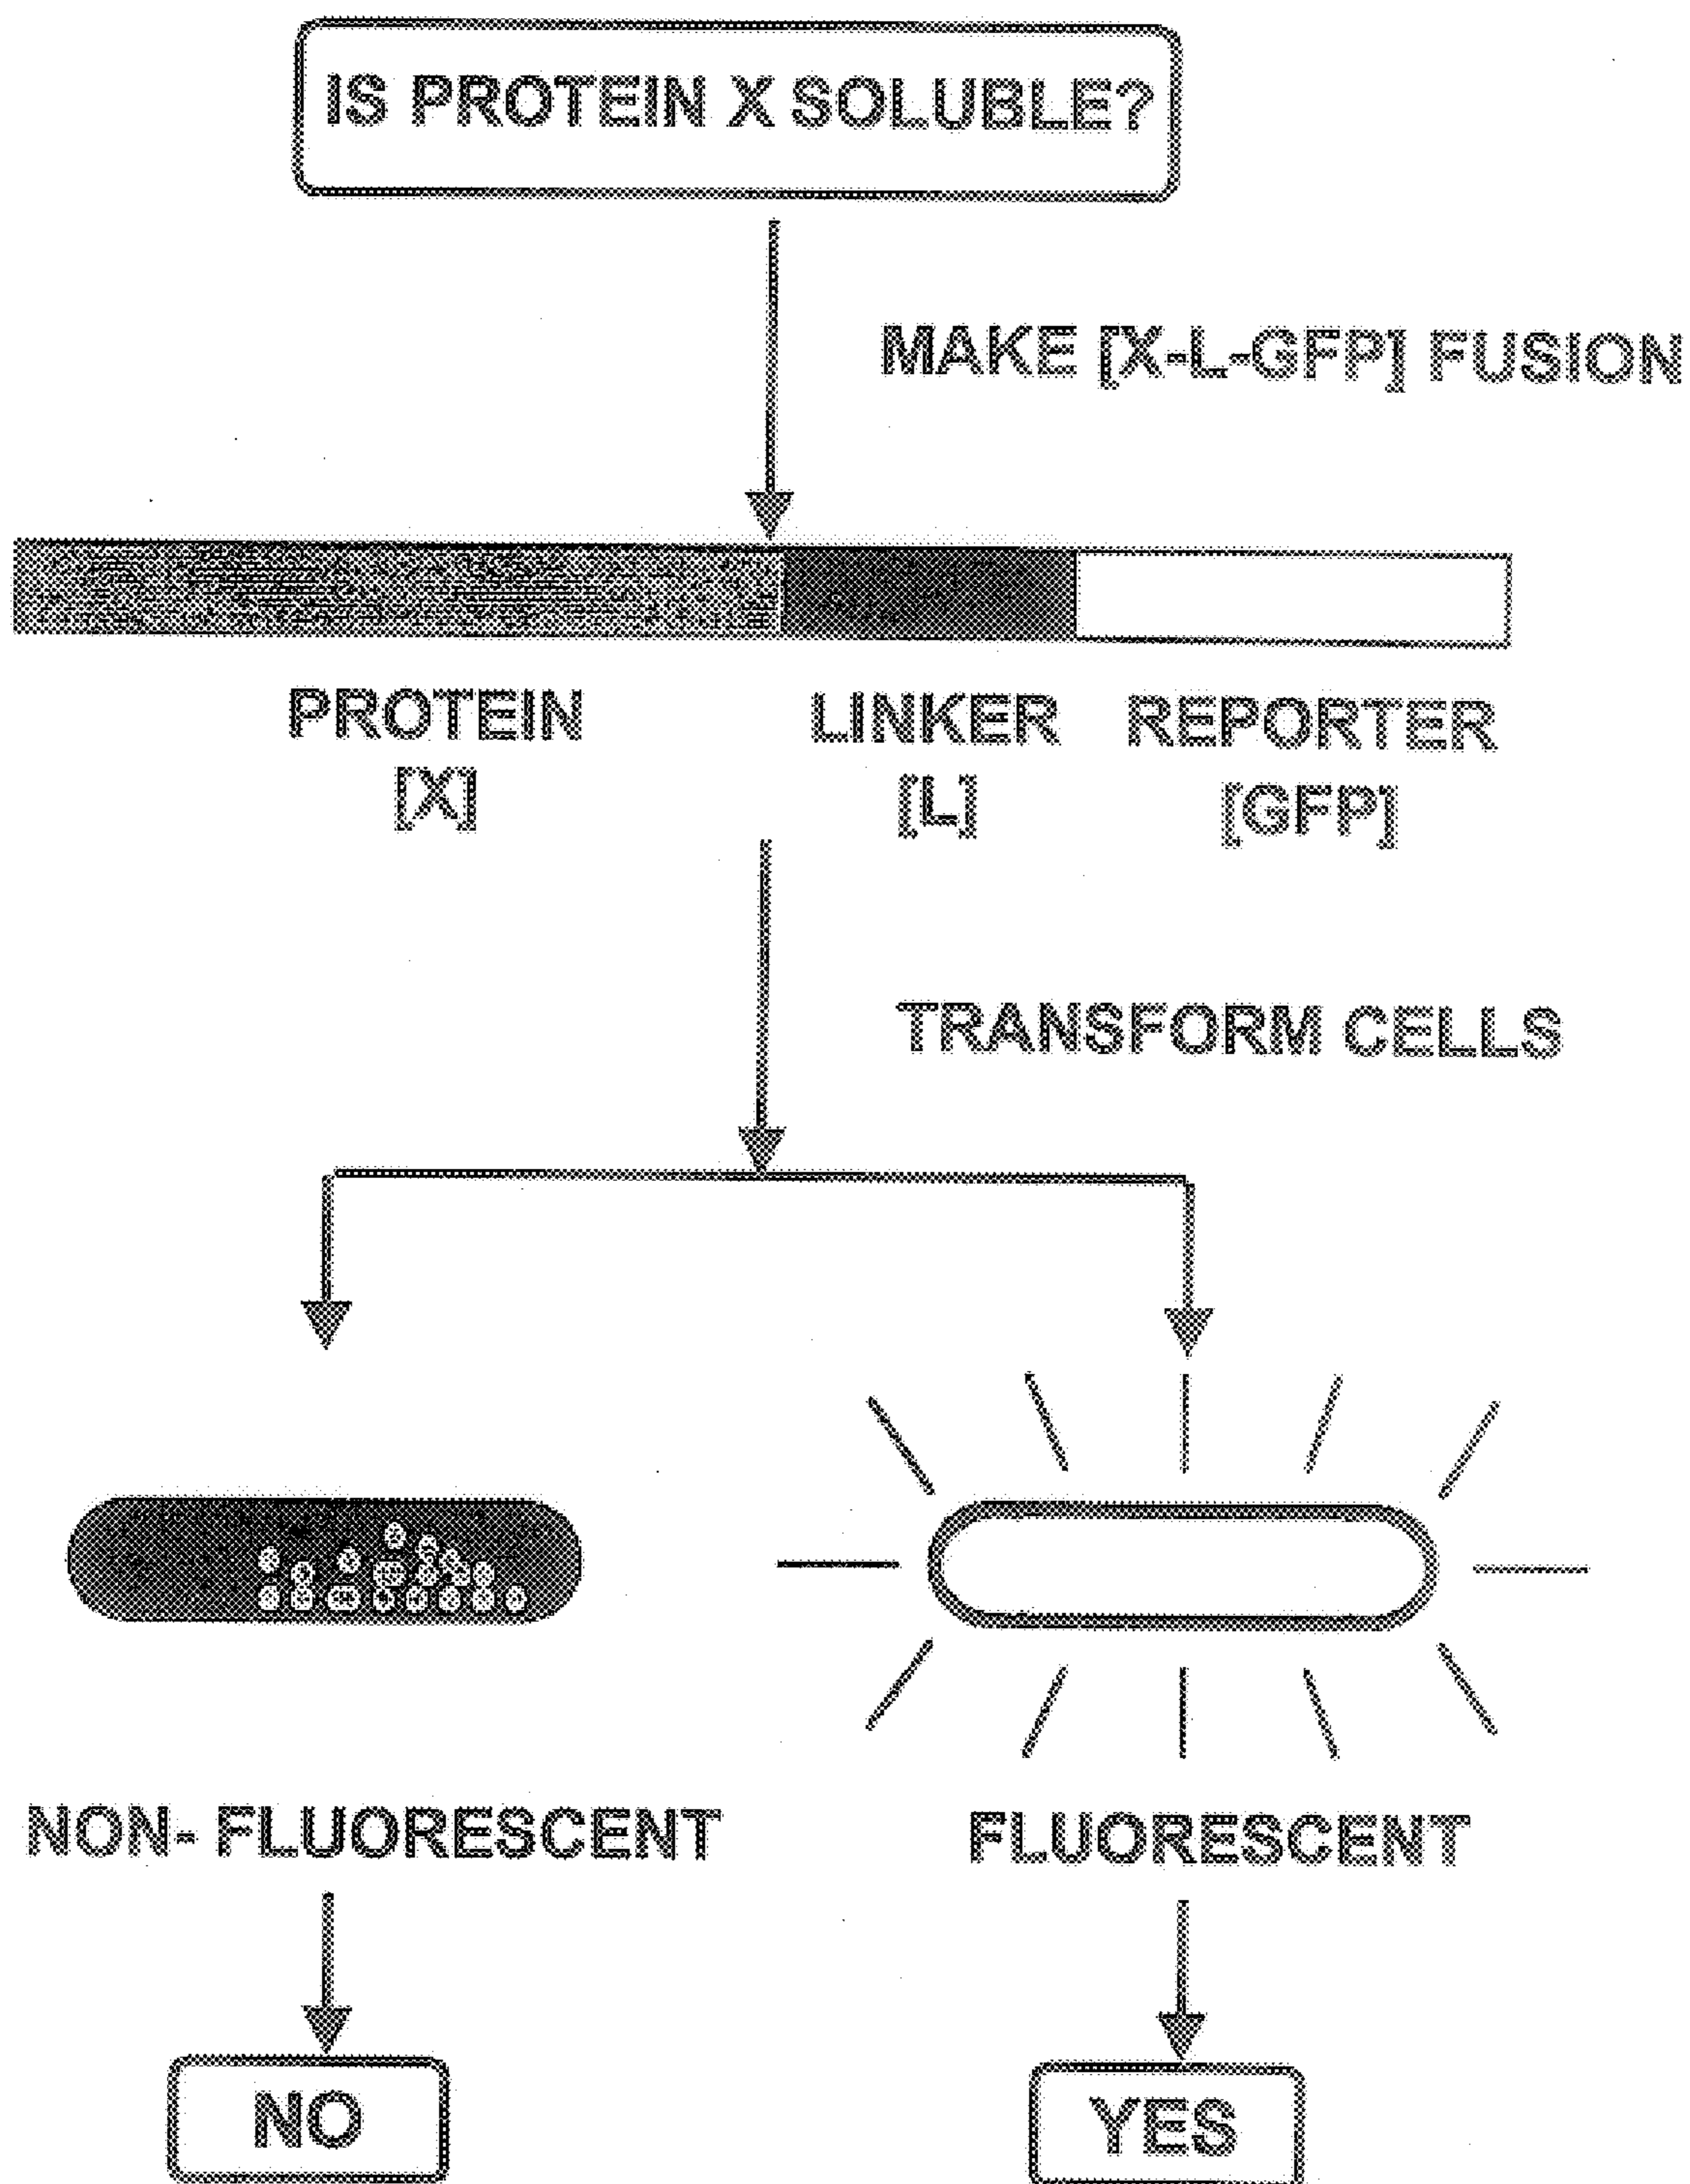 IS PROTEIN X SOLUBLE?
MAKE [X-L-GFP] FUSION
PROTEIN
[X]
LINKER
[L]
REPORTER
[GFP]
TRANSFORM CELLS
NON- FLUORESCENT
FLUORESCENT
NO
YES